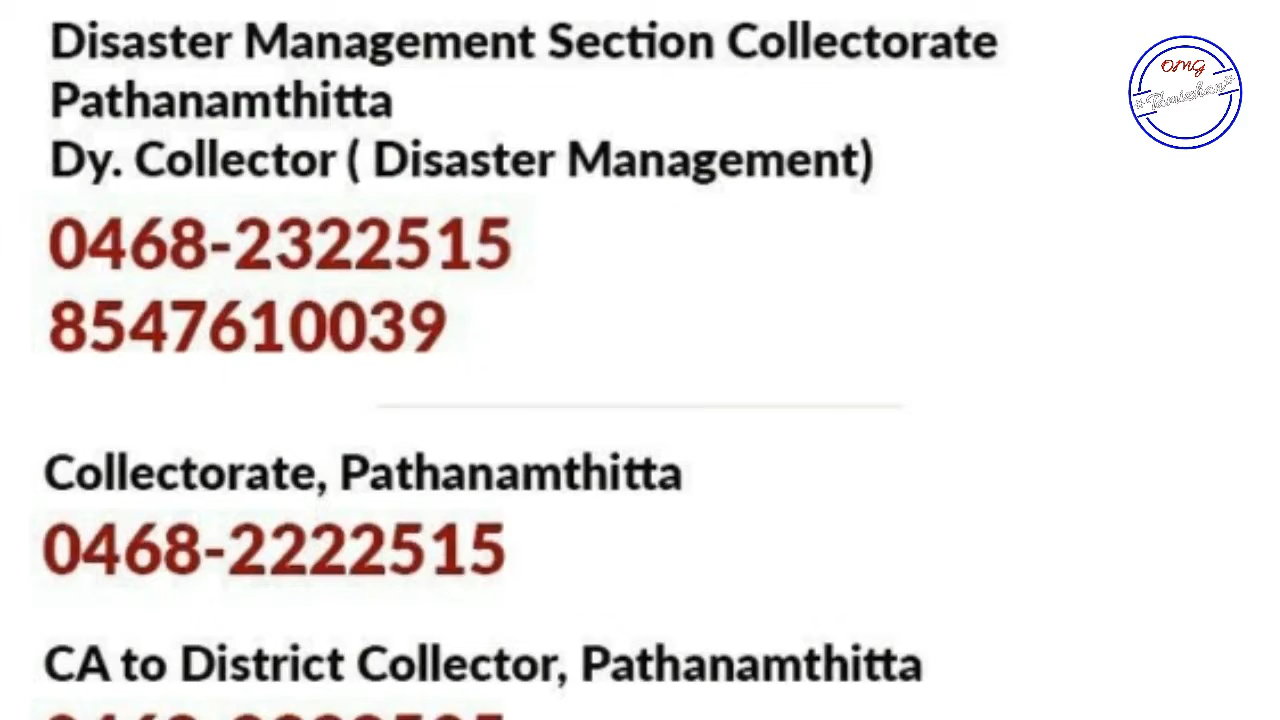 Disaster Management Section Collectorate
Pathanamthitta
Dy. Collector ( Disaster Management)
0468-2322515
8547610039
Collectorate, Pathanamthitta
0468-2222515
CA to District Collector, Pathanamthitta
OMG